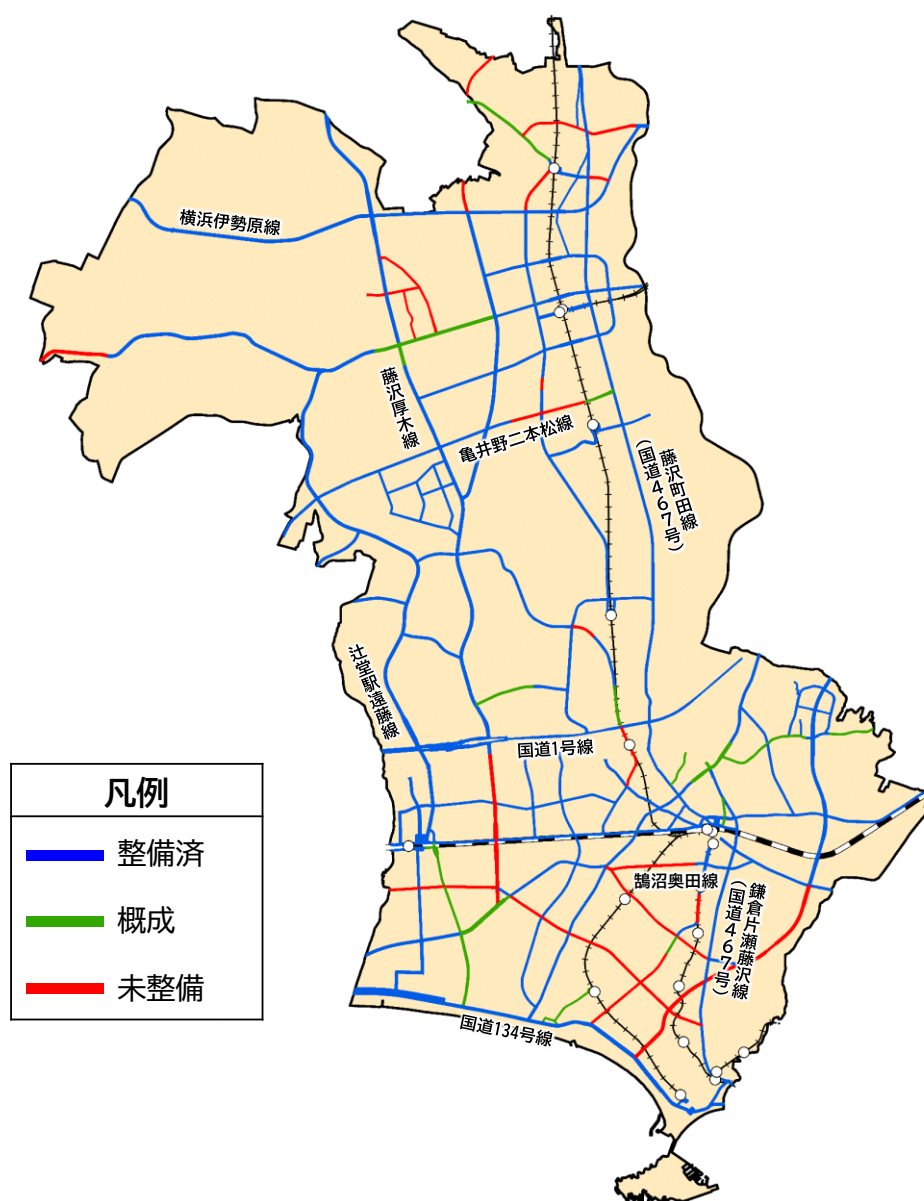 横浜伊勢原線
藤沢厚木線
亀井野二本松線
藤沢町田線
(国道467号)
辻堂駅遠藤線
国道1号線
凡例
整備済
概成
未整備
鵠沼奥田線
鎌倉片瀬藤沢線
(国道467号)
国道134号線